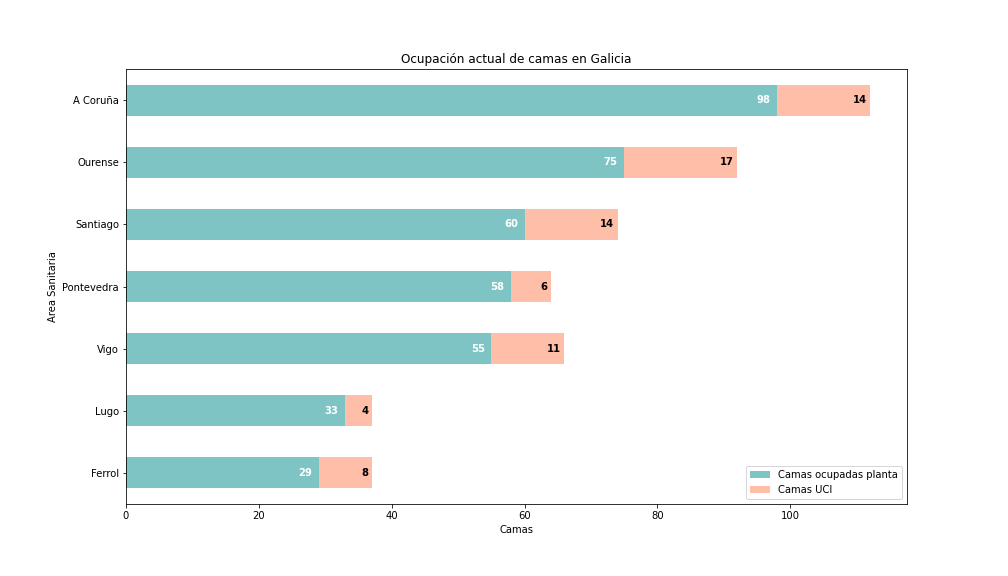 Ocupación actual de camas en Galicia
Area Sanitaria
A Coruña 98 14
Ourense 75 17
Santiago 60 14
Pontevedra 58 6
Vigo 55 11
Lugo 33 4
Ferrol 29 8
Camas ocupadas planta
Camas UCI
0 20 40 60 80 100
Camas